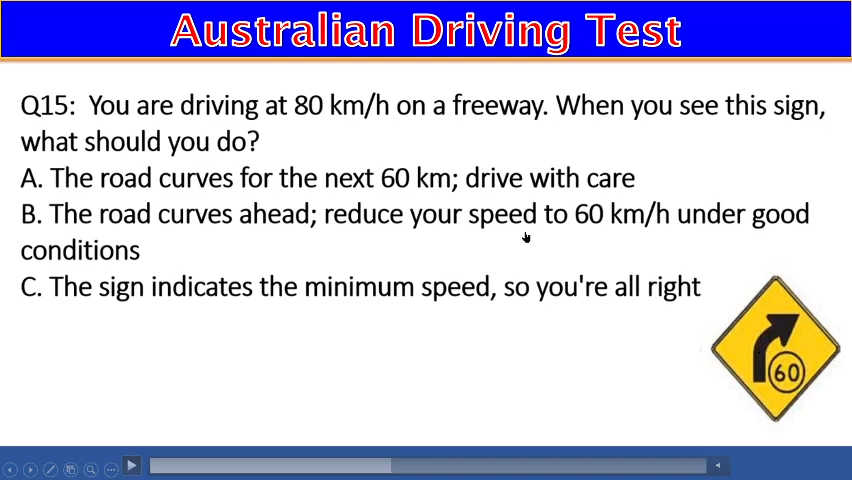 Australian Driving Test
Q15:  You are driving at 80 km/h on a freeway. When you see this sign,
what should you do?
A. The road curves for the next 60 km; drive with care
B. The road curves ahead; reduce your speed to 60 km/h under good
conditions
C. The sign indicates the minimum speed, so you're all right
60